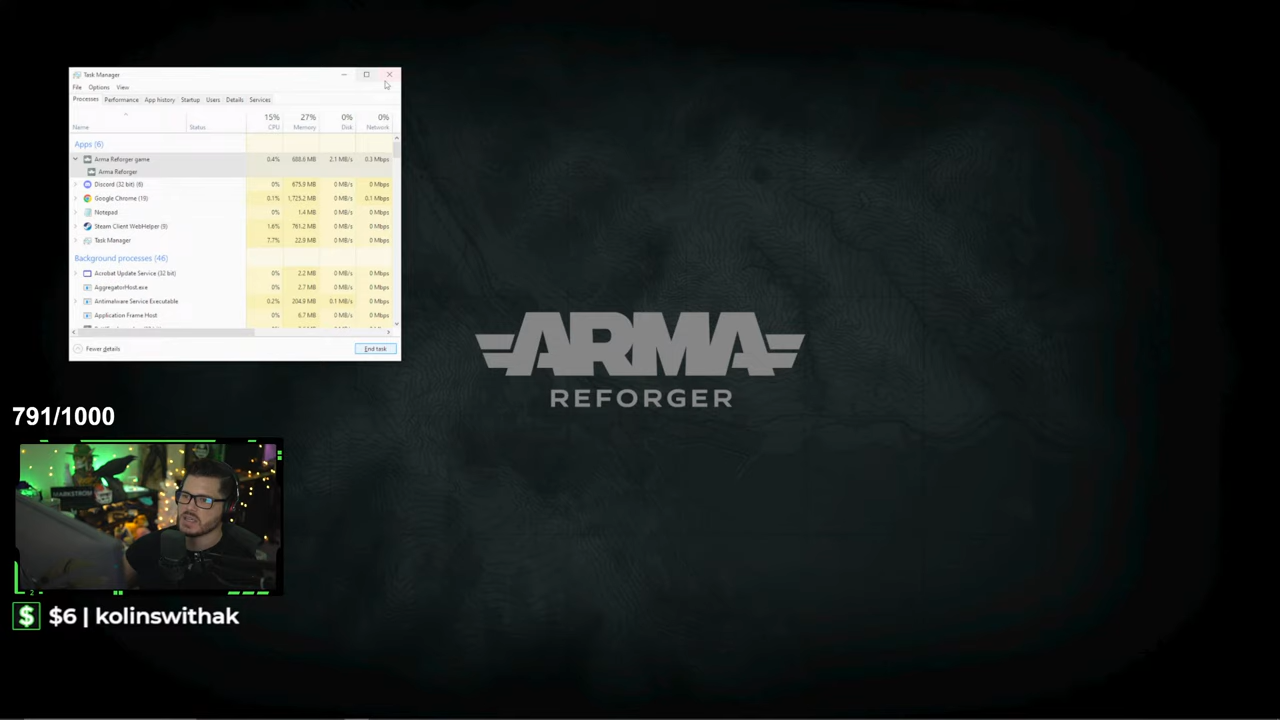 Task Manager
File Options View
Processes Performance App history Startup Users Details Services
15% 27% 0% 0%
Name Status CPU Memory Disk Network
Apps (6)
Arma Reforger game 0.4% 688.6 MB 2.1 MB/s 0.3 Mbps
Arma Reforger
Discord (32 bit) (6) 0% 675.9 MB 0 MB/s 0 Mbps
Google Chrome (19) 0.1% 1,725.2 MB 0 MB/s 0.1 Mbps
Notepad 0% 1.4 MB 0 MB/s 0 Mbps
Steam Client WebHelper (9) 1.6% 761.2 MB 0 MB/s 0 Mbps
Task Manager 7.7% 22.9 MB 0 MB/s 0 Mbps
Background processes (46)
Acrobat Update Service (32 bit) 0% 2.2 MB 0 MB/s 0 Mbps
AggregatorHost.exe 0% 2.7 MB 0 MB/s 0 Mbps
Antimalware Service Executable 0.2% 204.9 MB 0.1 MB/s 0 Mbps
Application Frame Host 0% 6.7 MB 0 MB/s 0 Mbps
Fewer details
End task
ARMA
REFORGER
791/1000
MARKSTROM
2
$ $6 | kolinswithak